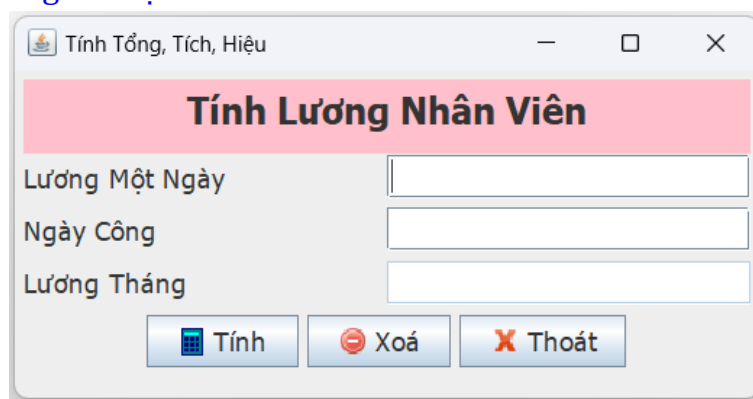 Tính Tổng, Tích, Hiệu
Tính Lương Nhân Viên
Lương Một Ngày
Ngày Công
Lương Tháng
Tính Xoá Thoát